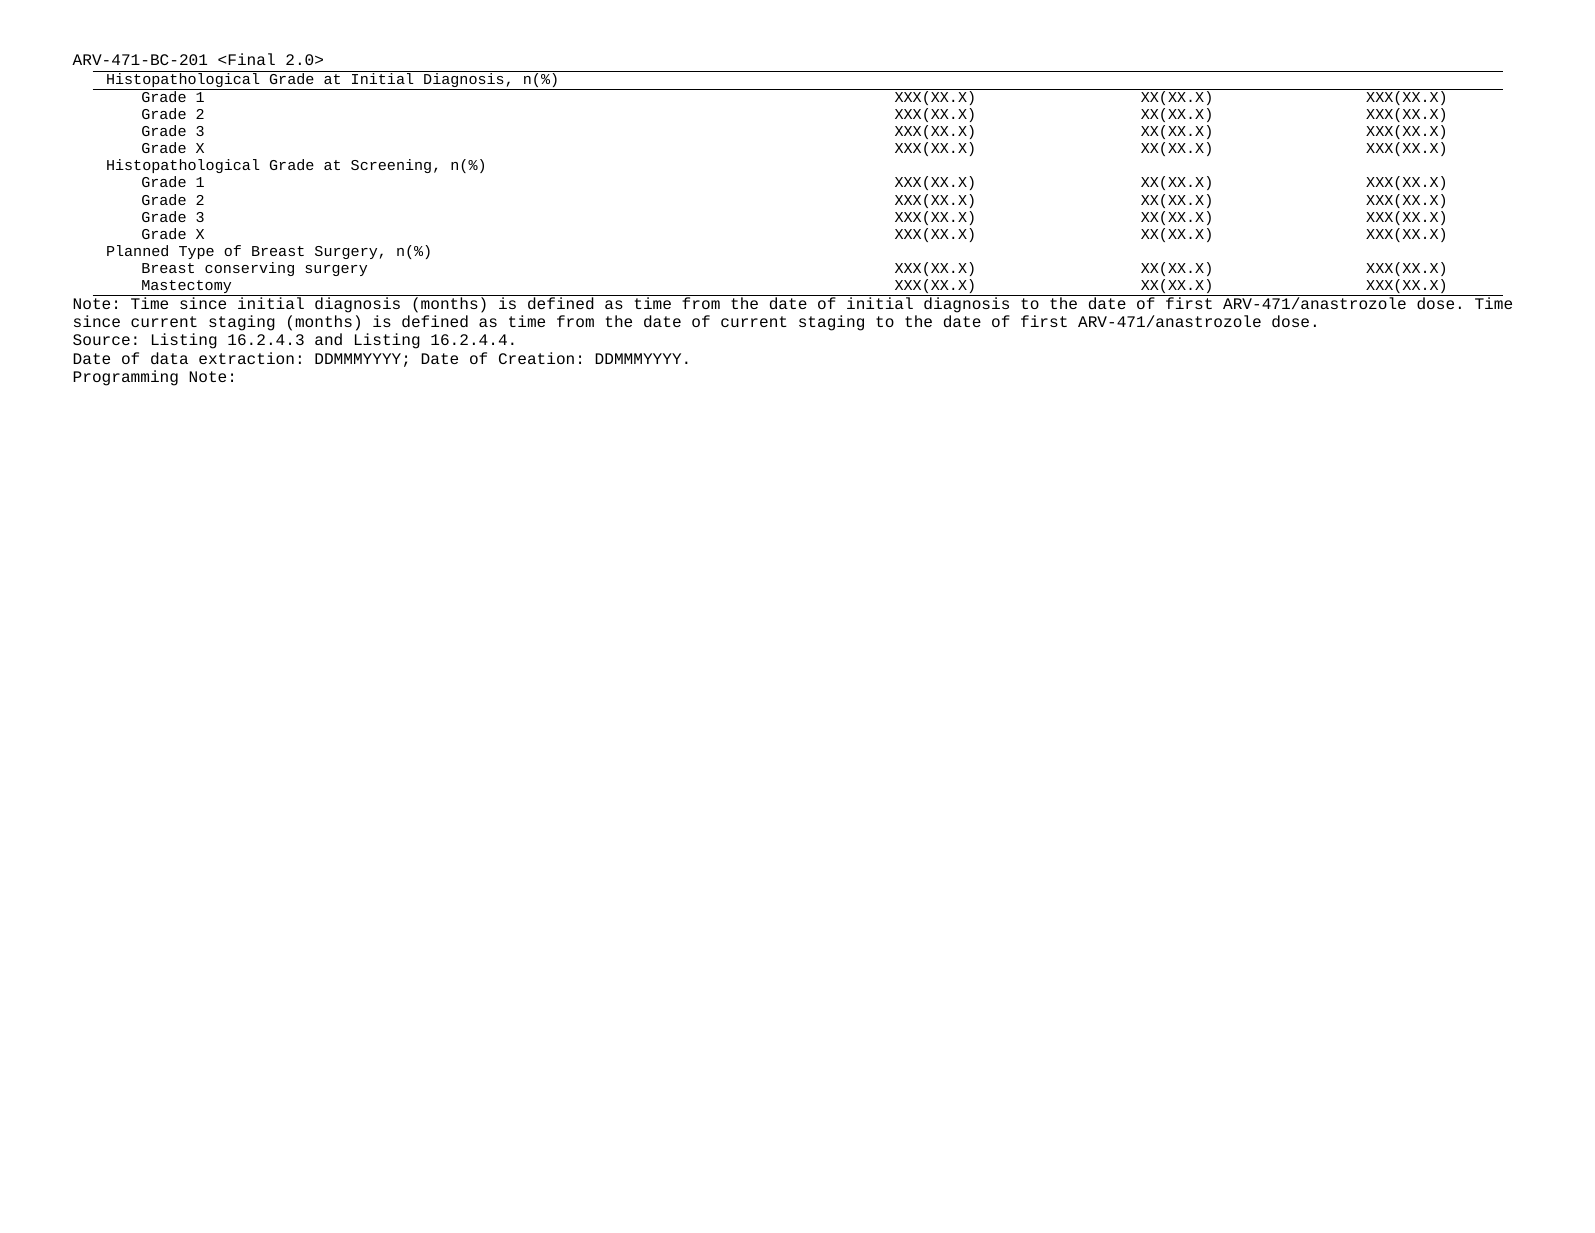 ARV-471-BC-201 <Final 2.0>
Histopathological Grade at Initial Diagnosis, n(%)
Grade 1 XXX(XX.X) XX(XX.X) XXX(XX.X)
Grade 2 XXX(XX.X) XX(XX.X) XXX(XX.X)
Grade 3 XXX(XX.X) XX(XX.X) XXX(XX.X)
Grade X XXX(XX.X) XX(XX.X) XXX(XX.X)
Histopathological Grade at Screening, n(%)
Grade 1 XXX(XX.X) XX(XX.X) XXX(XX.X)
Grade 2 XXX(XX.X) XX(XX.X) XXX(XX.X)
Grade 3 XXX(XX.X) XX(XX.X) XXX(XX.X)
Grade X XXX(XX.X) XX(XX.X) XXX(XX.X)
Planned Type of Breast Surgery, n(%)
Breast conserving surgery XXX(XX.X) XX(XX.X) XXX(XX.X)
Mastectomy XXX(XX.X) XX(XX.X) XXX(XX.X)
Note: Time since initial diagnosis (months) is defined as time from the date of initial diagnosis to the date of first ARV-471/anastrozole dose. Time
since current staging (months) is defined as time from the date of current staging to the date of first ARV-471/anastrozole dose.
Source: Listing 16.2.4.3 and Listing 16.2.4.4.
Date of data extraction: DDMMMYYYY; Date of Creation: DDMMMYYYY.
Programming Note: